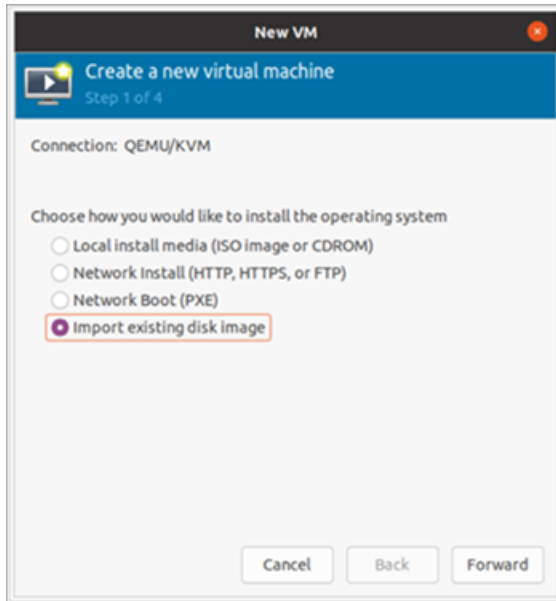 New VM
Create a new virtual machine
Step 1 of 4
Connection: QEMU/KVM
Choose how you would like to install the operating system
Local install media (ISO image or CDROM)
Network Install (HTTP, HTTPS, or FTP)
Network Boot (PXE)
Import existing disk image
Cancel Back Forward